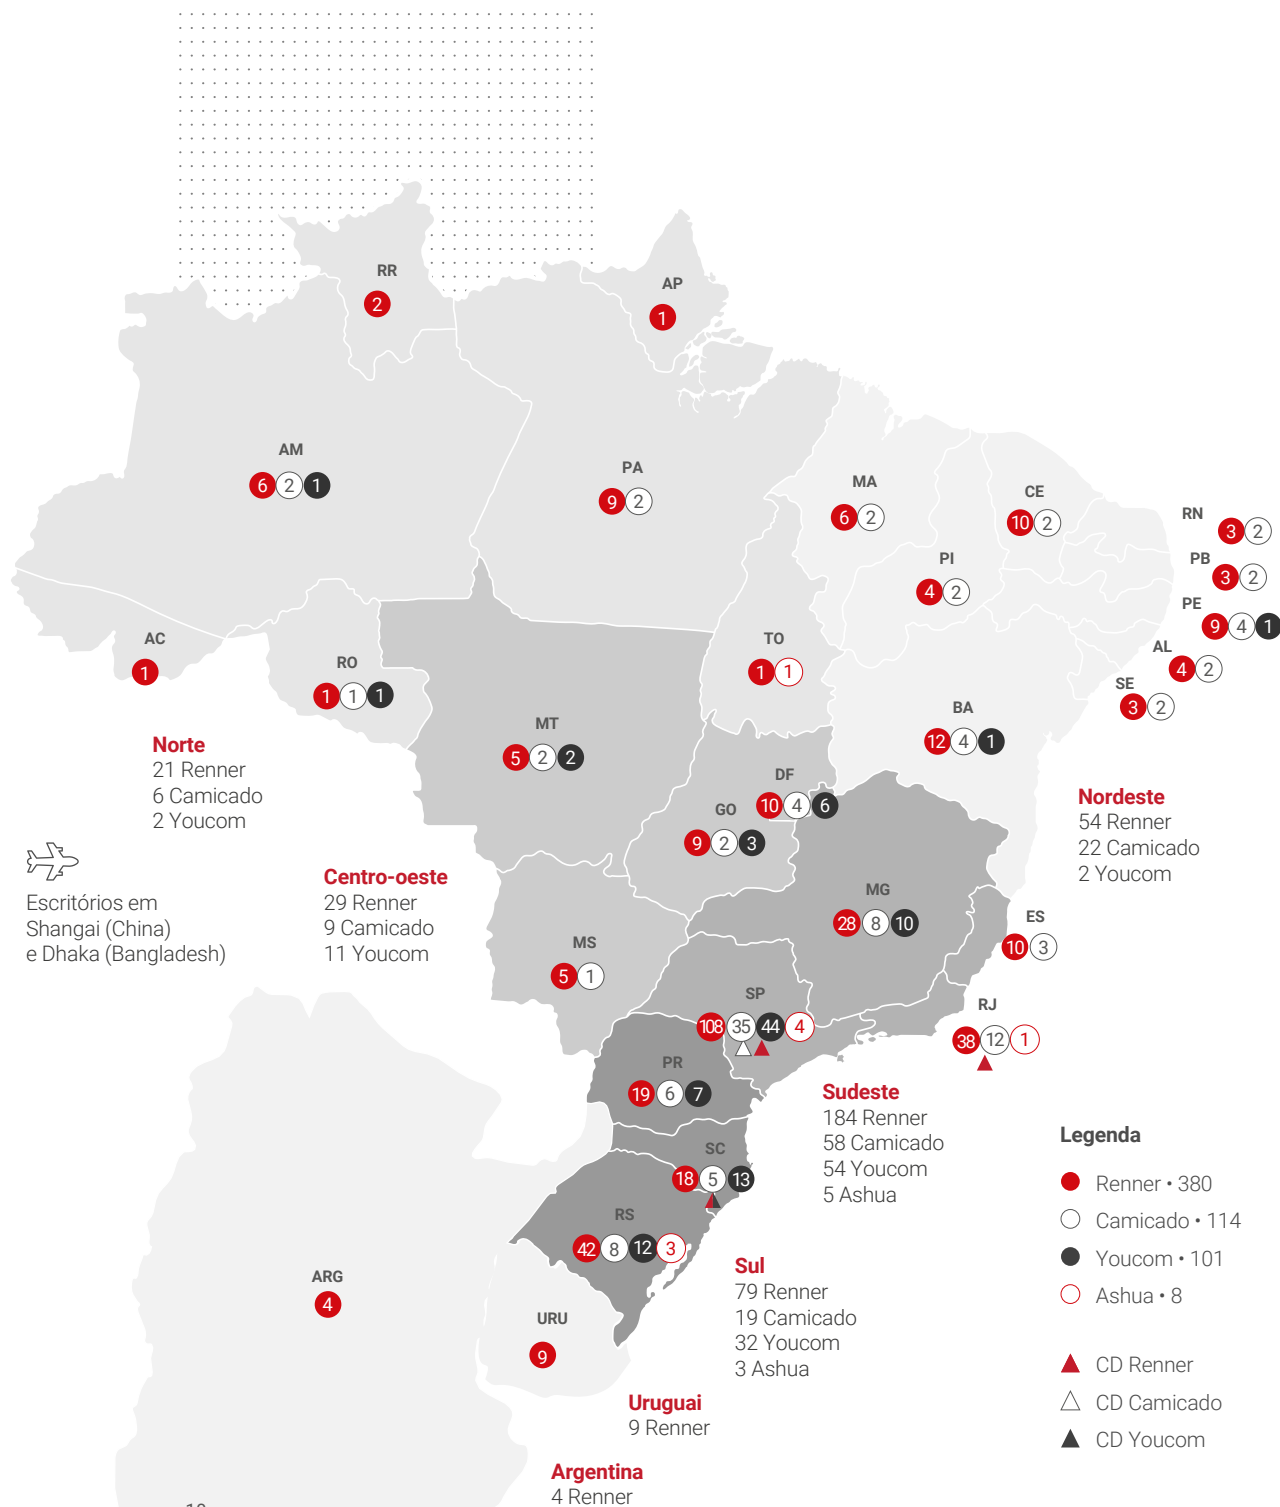 RR
2
AP
1
AM
6 2 1
PA
9 2
MA
6 2
CE
10 2
RN
3 2
PI
4 2
PB
3 2
PE
9 4 1
AC
1
RO
1 1 1
TO
1 1
AL
4 2
SE
3 2
MT
5 2 2
BA
12 4 1
Norte
21 Renner
6 Camicado
2 Youcom
DF
10 4 6
GO
9 2 3
Nordeste
54 Renner
22 Camicado
2 Youcom
Escritórios em
Shangai (China)
e Dhaka (Bangladesh)
Centro-oeste
29 Renner
9 Camicado
11 Youcom
MG
28 8 10
ES
10 3
MS
5 1
SP
108 35 44 4
RJ
38 12 1
PR
19 6 7
Sudeste
184 Renner
58 Camicado
54 Youcom
5 Ashua
SC
18 5 13
RS
42 8 12 3
Sul
79 Renner
19 Camicado
32 Youcom
3 Ashua
ARG
4
URU
9
Uruguai
9 Renner
Argentina
4 Renner
Legenda
Renner • 380
Camicado • 114
Youcom • 101
Ashua • 8
CD Renner
CD Camicado
CD Youcom